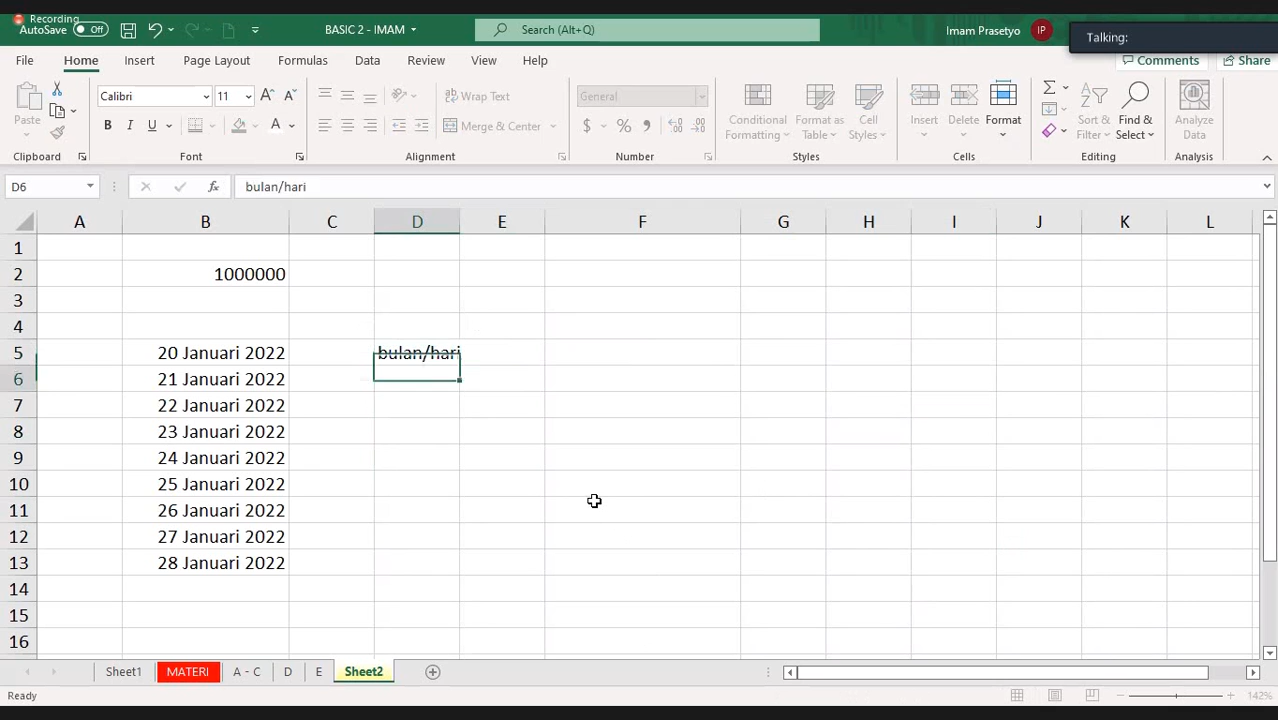 Recording
AutoSave Off BASIC 2 - IMAM Search (Alt+Q) Imam Prasetyo IP Talking:
File Home Insert Page Layout Formulas Data Review View Help Comments Share
Paste Calibri 11 Wrap Text General Conditional Formatting Format as Table Cell Styles Insert Delete Format Sort & Filter Find & Select Analyze Data
B I U A Merge & Center $ %
Clipboard Font Alignment Number Styles Cells Editing Analysis
D6 fx bulan/hari
A B C D E F G H I J K L
1
2 1000000
3
4
5 20 Januari 2022 bulan/hari
6 21 Januari 2022
7 22 Januari 2022
8 23 Januari 2022
9 24 Januari 2022
10 25 Januari 2022
11 26 Januari 2022
12 27 Januari 2022
13 28 Januari 2022
14
15
16
Sheet1 MATERI A - C D E Sheet2
Ready 142%